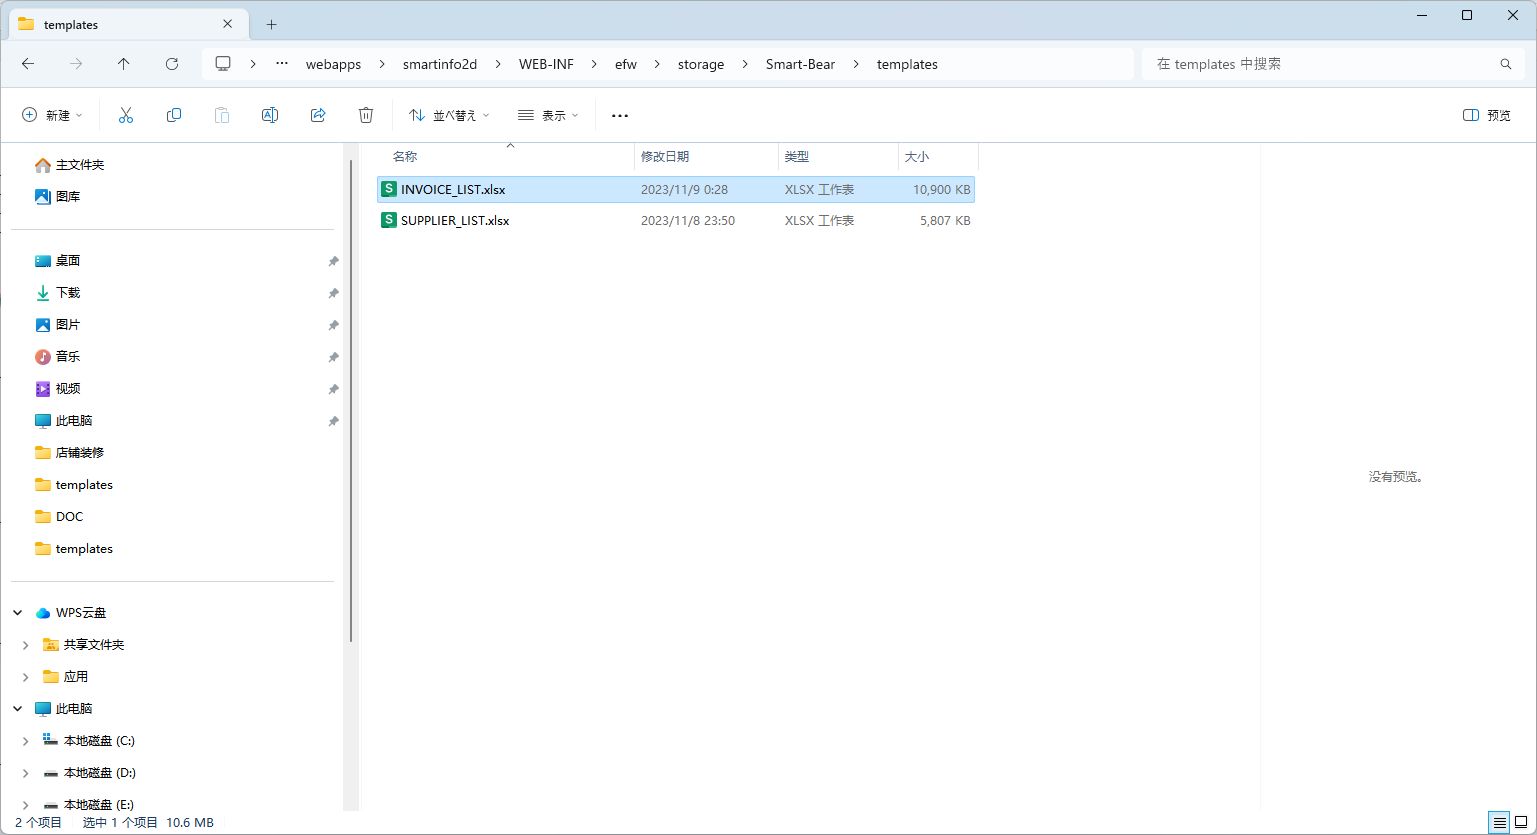 templates
webapps smartinfo2d WEB-INF efw storage Smart-Bear templates
在 templates 中搜索
新建 並べ替え 表示 预览
主文件夹
图库
桌面
下载
图片
音乐
视频
此电脑
店铺装修
templates
DOC
templates
WPS云盘
共享文件夹
应用
此电脑
本地磁盘 (C:)
本地磁盘 (D:)
本地磁盘 (E:)
名称 修改日期 类型 大小
INVOICE_LIST.xlsx 2023/11/9 0:28 XLSX 工作表 10,900 KB
SUPPLIER_LIST.xlsx 2023/11/8 23:50 XLSX 工作表 5,807 KB
没有预览。
2 个项目 选中 1 个项目 10.6 MB